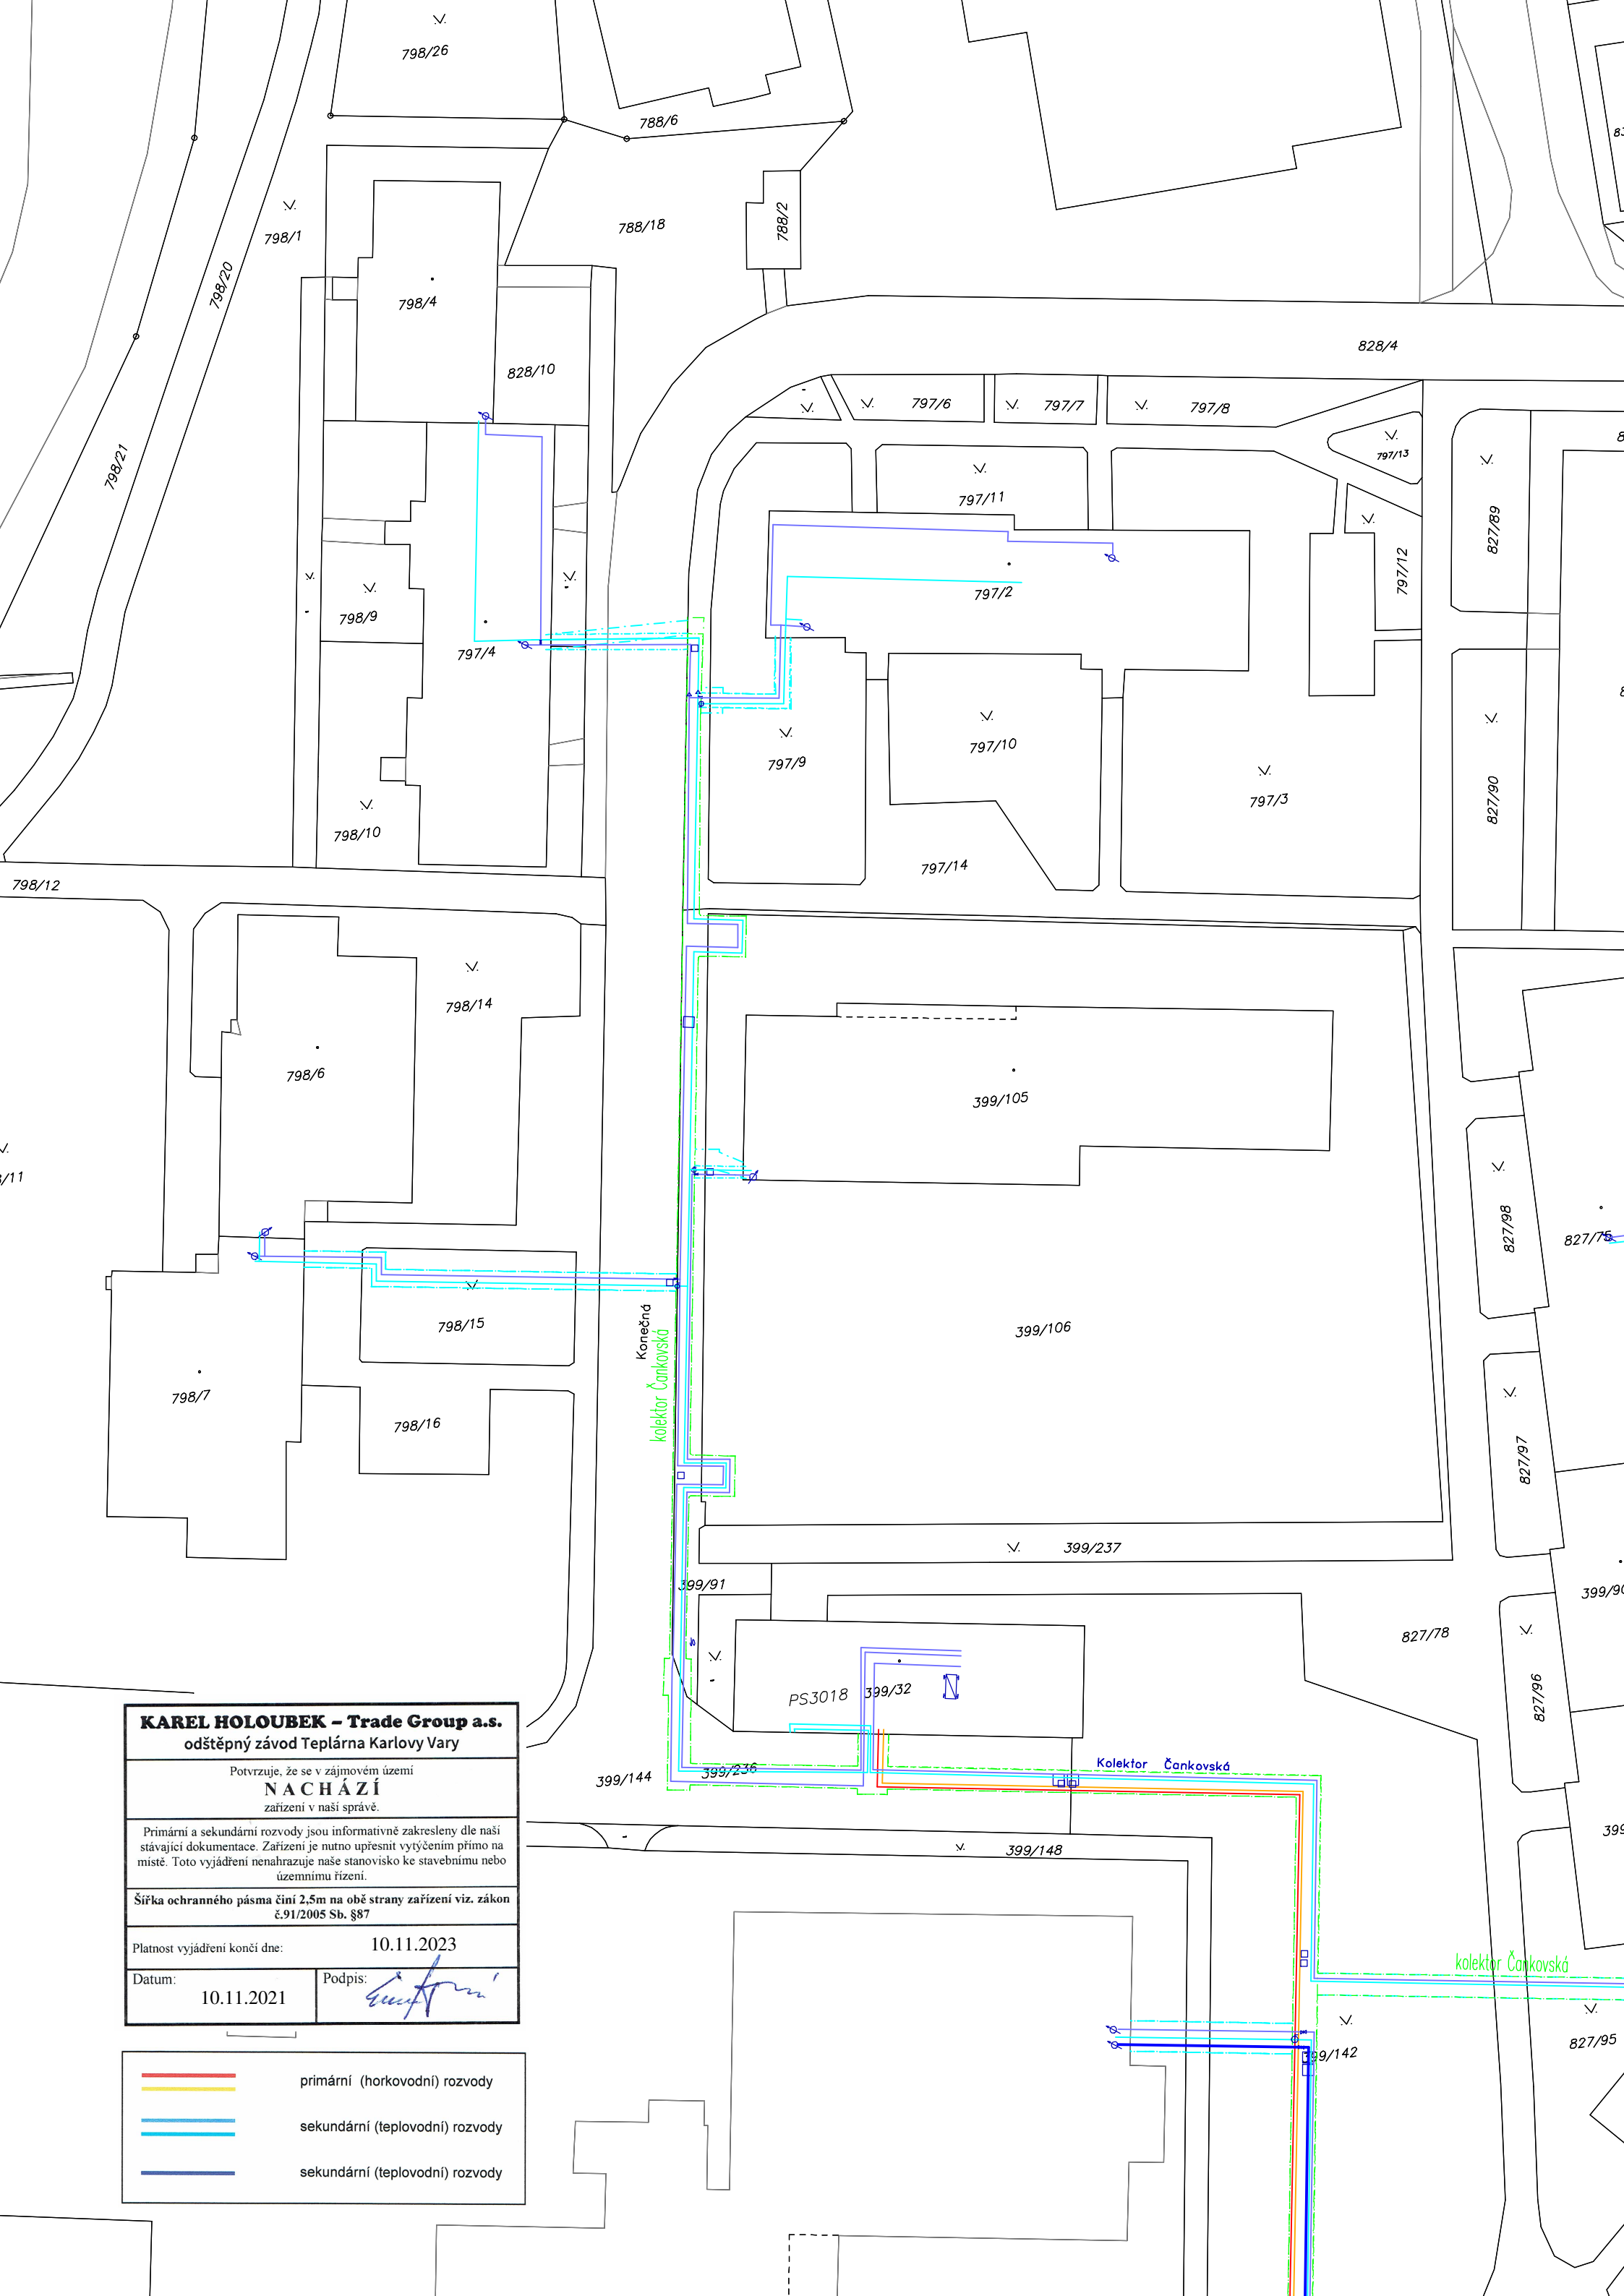 798/26
788/6
798/1
788/18
788/2
798/20
798/4
828/4
828/10
797/6
797/7
797/8
797/13
798/21
797/11
827/89
797/12
797/2
798/9
797/4
797/10
797/9
797/3
827/90
798/10
797/14
798/12
798/14
798/6
399/105
827/98
827/75
798/15
Konečná
kolektor Čankovská
399/106
798/7
798/16
827/97
399/237
399/91
827/78
827/96
PS3018
399/32
Kolektor Čankovská
399/144
399/236
399/148
kolektor Čankovská
399/142
827/95
KAREL HOLOUBEK – Trade Group a.s.
odštěpný závod Teplárna Karlovy Vary
Potvrzuje, že se v zájmovém území
NACHÁZÍ
zařízení v naší správě.
Primární a sekundární rozvody jsou informativně zakresleny dle naší
stávající dokumentace. Zařízení je nutno upřesnit vytýčením přímo na
místě. Toto vyjádření nenahrazuje naše stanovisko ke stavebnímu nebo
územnímu řízení.
Šířka ochranného pásma činí 2,5m na obě strany zařízení viz. zákon
č.91/2005 Sb. §87
Platnost vyjádření končí dne: 10.11.2023
Datum: Podpis:
10.11.2021
primární (horkovodní) rozvody
sekundární (teplovodní) rozvody
sekundární (teplovodní) rozvody